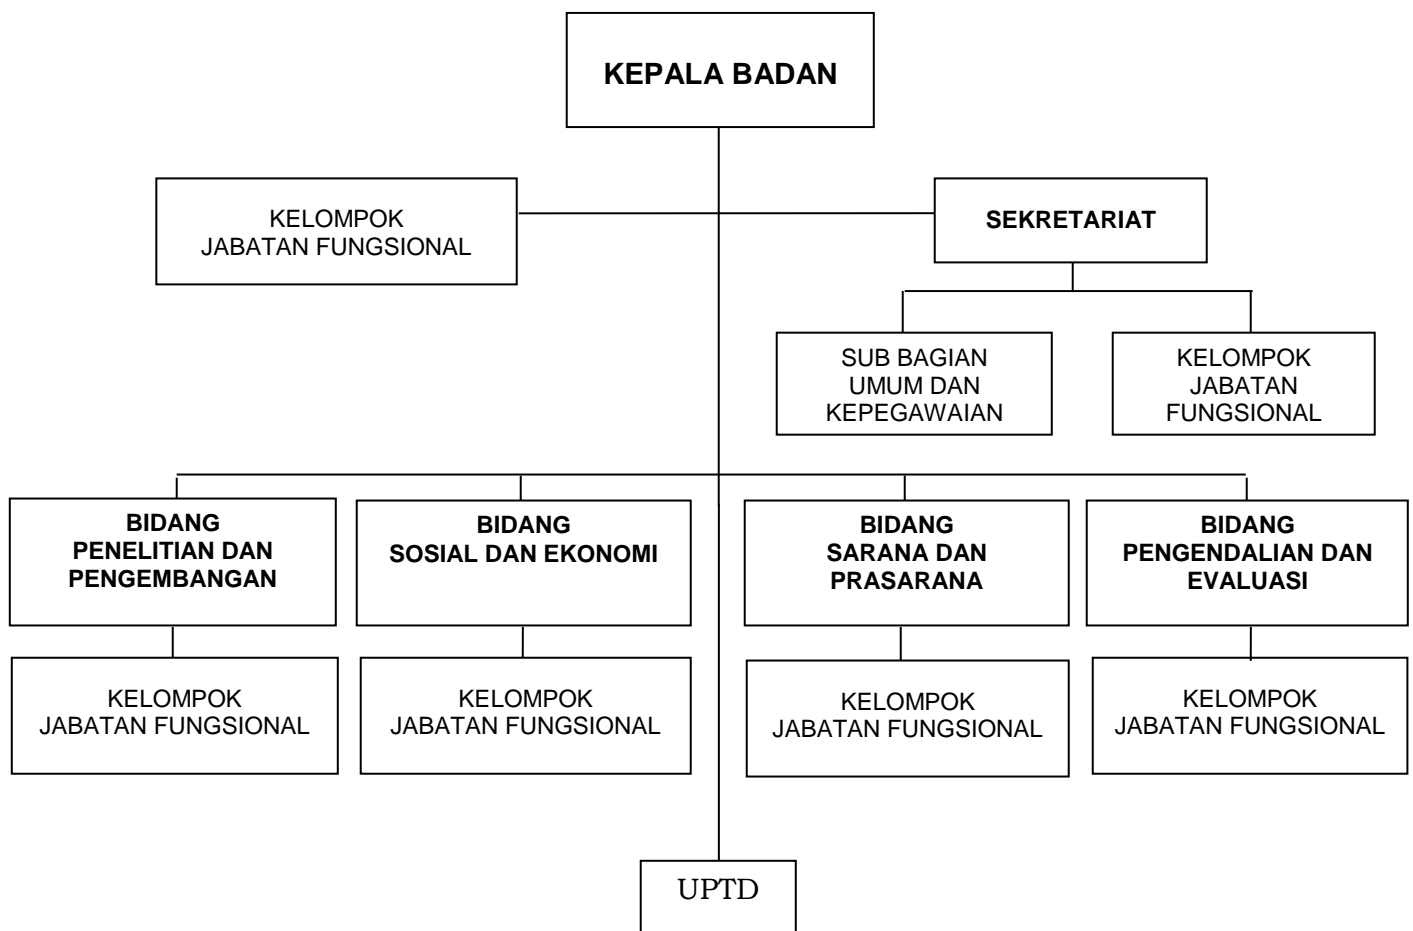 KEPALA BADAN
KELOMPOK
JABATAN FUNGSIONAL
SEKRETARIAT
SUB BAGIAN
UMUM DAN
KEPEGAWAIAN
KELOMPOK
JABATAN
FUNGSIONAL
BIDANG
PENELITIAN DAN
PENGEMBANGAN
BIDANG
SOSIAL DAN EKONOMI
BIDANG
SARANA DAN
PRASARANA
BIDANG
PENGENDALIAN DAN
EVALUASI
KELOMPOK
JABATAN FUNGSIONAL
KELOMPOK
JABATAN FUNGSIONAL
KELOMPOK
JABATAN FUNGSIONAL
KELOMPOK
JABATAN FUNGSIONAL
UPTD